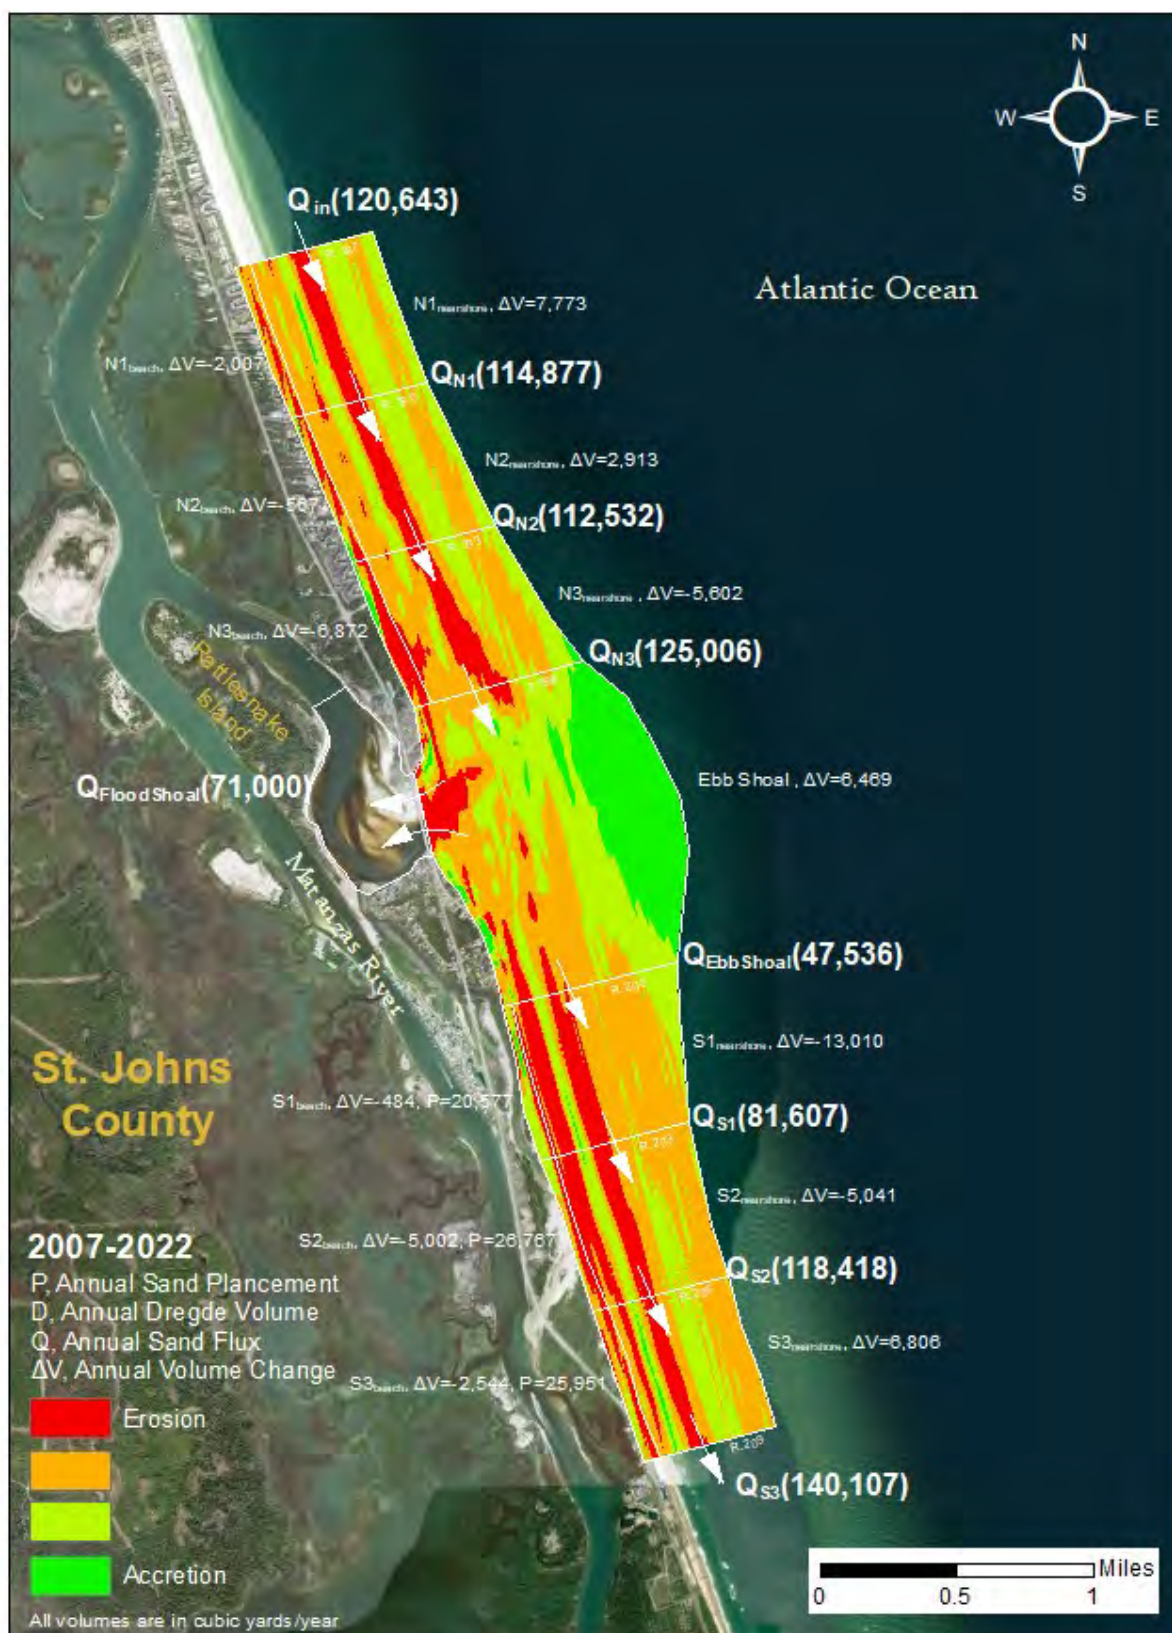 N
W E
S
Qin(120,643)
Atlantic Ocean
N1nearshore, ΔV=7,773
N1beach, ΔV=-2,007
QN1(114,877)
N2nearshore, ΔV=2,913
N2beach, ΔV=-567
QN2(112,532)
N3nearshore , ΔV=-5,602
N3beach, ΔV=-6,872
QN3(125,006)
Rattlesnake
Island
QFlood Shoal(71,000)
Ebb Shoal , ΔV=6,469
Matanzas River
QEbb Shoal(47,536)
S1nearshore, ΔV=-13,010
St. Johns
County
S1beach, ΔV=-484, P=20,577
QS1(81,607)
S2nearshore, ΔV=-5,041
S2beach, ΔV=-5,002, P=26,767
QS2(118,418)
S3nearshore, ΔV=6,806
S3beach, ΔV=-2,544, P=25,951
R.209
QS3(140,107)
2007-2022
P, Annual Sand Plancement
D, Annual Dregde Volume
Q, Annual Sand Flux
ΔV, Annual Volume Change
Erosion
Accretion
All volumes are in cubic yards/year
Miles
0 0.5 1